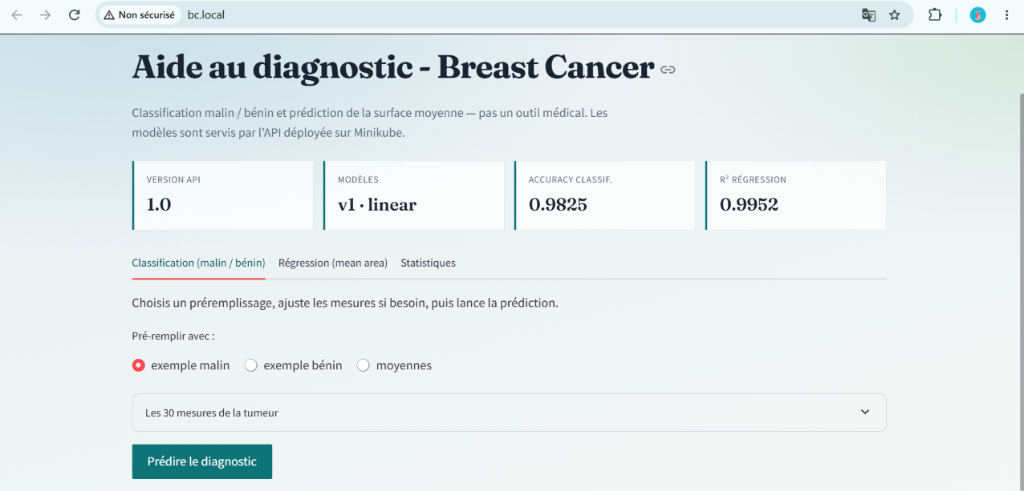 Non sécurisé
bc.local
Aide au diagnostic - Breast Cancer
Classification malin / bénin et prédiction de la surface moyenne — pas un outil médical. Les
modèles sont servis par l'API déployée sur Minikube.
VERSION API
1.0
MODÈLES
v1 · linear
ACCURACY CLASSIF.
0.9825
R² RÉGRESSION
0.9952
Classification (malin / bénin) Régression (mean area) Statistiques
Choisis un préremplissage, ajuste les mesures si besoin, puis lance la prédiction.
Pré-remplir avec :
exemple malin exemple bénin moyennes
Les 30 mesures de la tumeur
Prédire le diagnostic